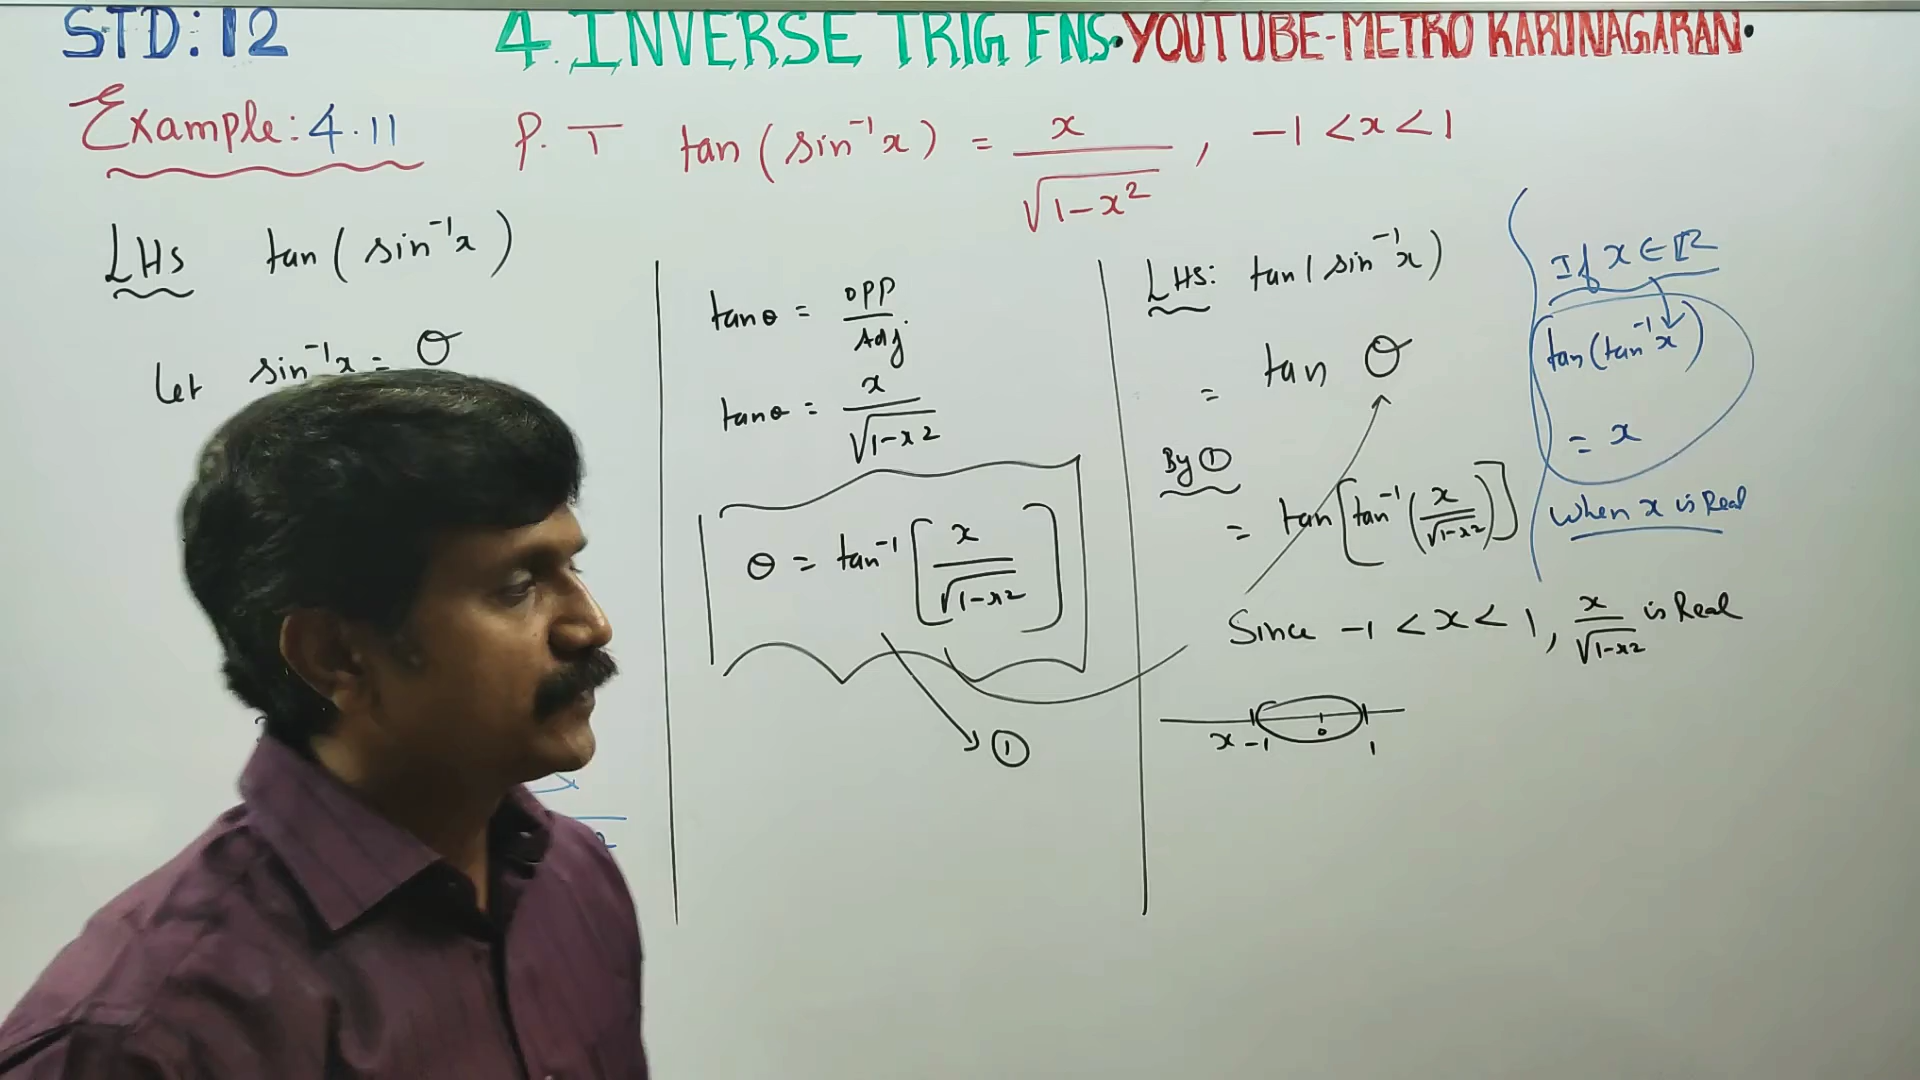 STD: 12 4. INVERSE TRIG FNS. YOUTUBE-METRO KARUNAGARAN.
Example: 4.11 P.T tan(sin⁻¹x) = x/√(1-x²), -1 < x < 1
LHS tan(sin⁻¹x)
Let sin⁻¹x = θ
tanθ = opp/Adj.
tanθ = x/√(1-x²)
θ = tan⁻¹[x/√(1-x²)]
①
LHS: tan(sin⁻¹x)
= tan θ
By ①
= tan[tan⁻¹(x/√(1-x²))]
Since -1 < x < 1, x/√(1-x²) is Real
x -1 0 1
If x ∈ ℝ
tan(tan⁻¹x)
= x
when x is Real